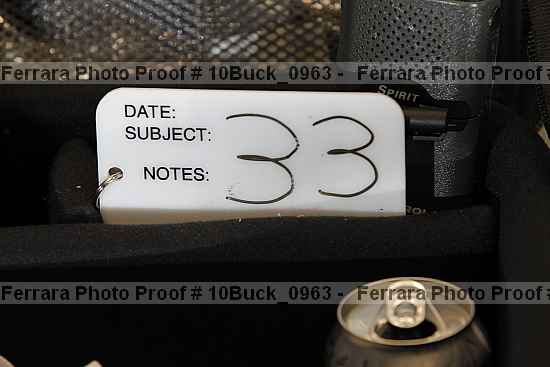 Ferrara Photo Proof # 10Buck_0963 - Ferrara Photo Proof #
SPIRIT
DATE:
SUBJECT: 33
NOTES:
Ferrara Photo Proof # 10Buck_0963 - Ferrara Photo Proof #